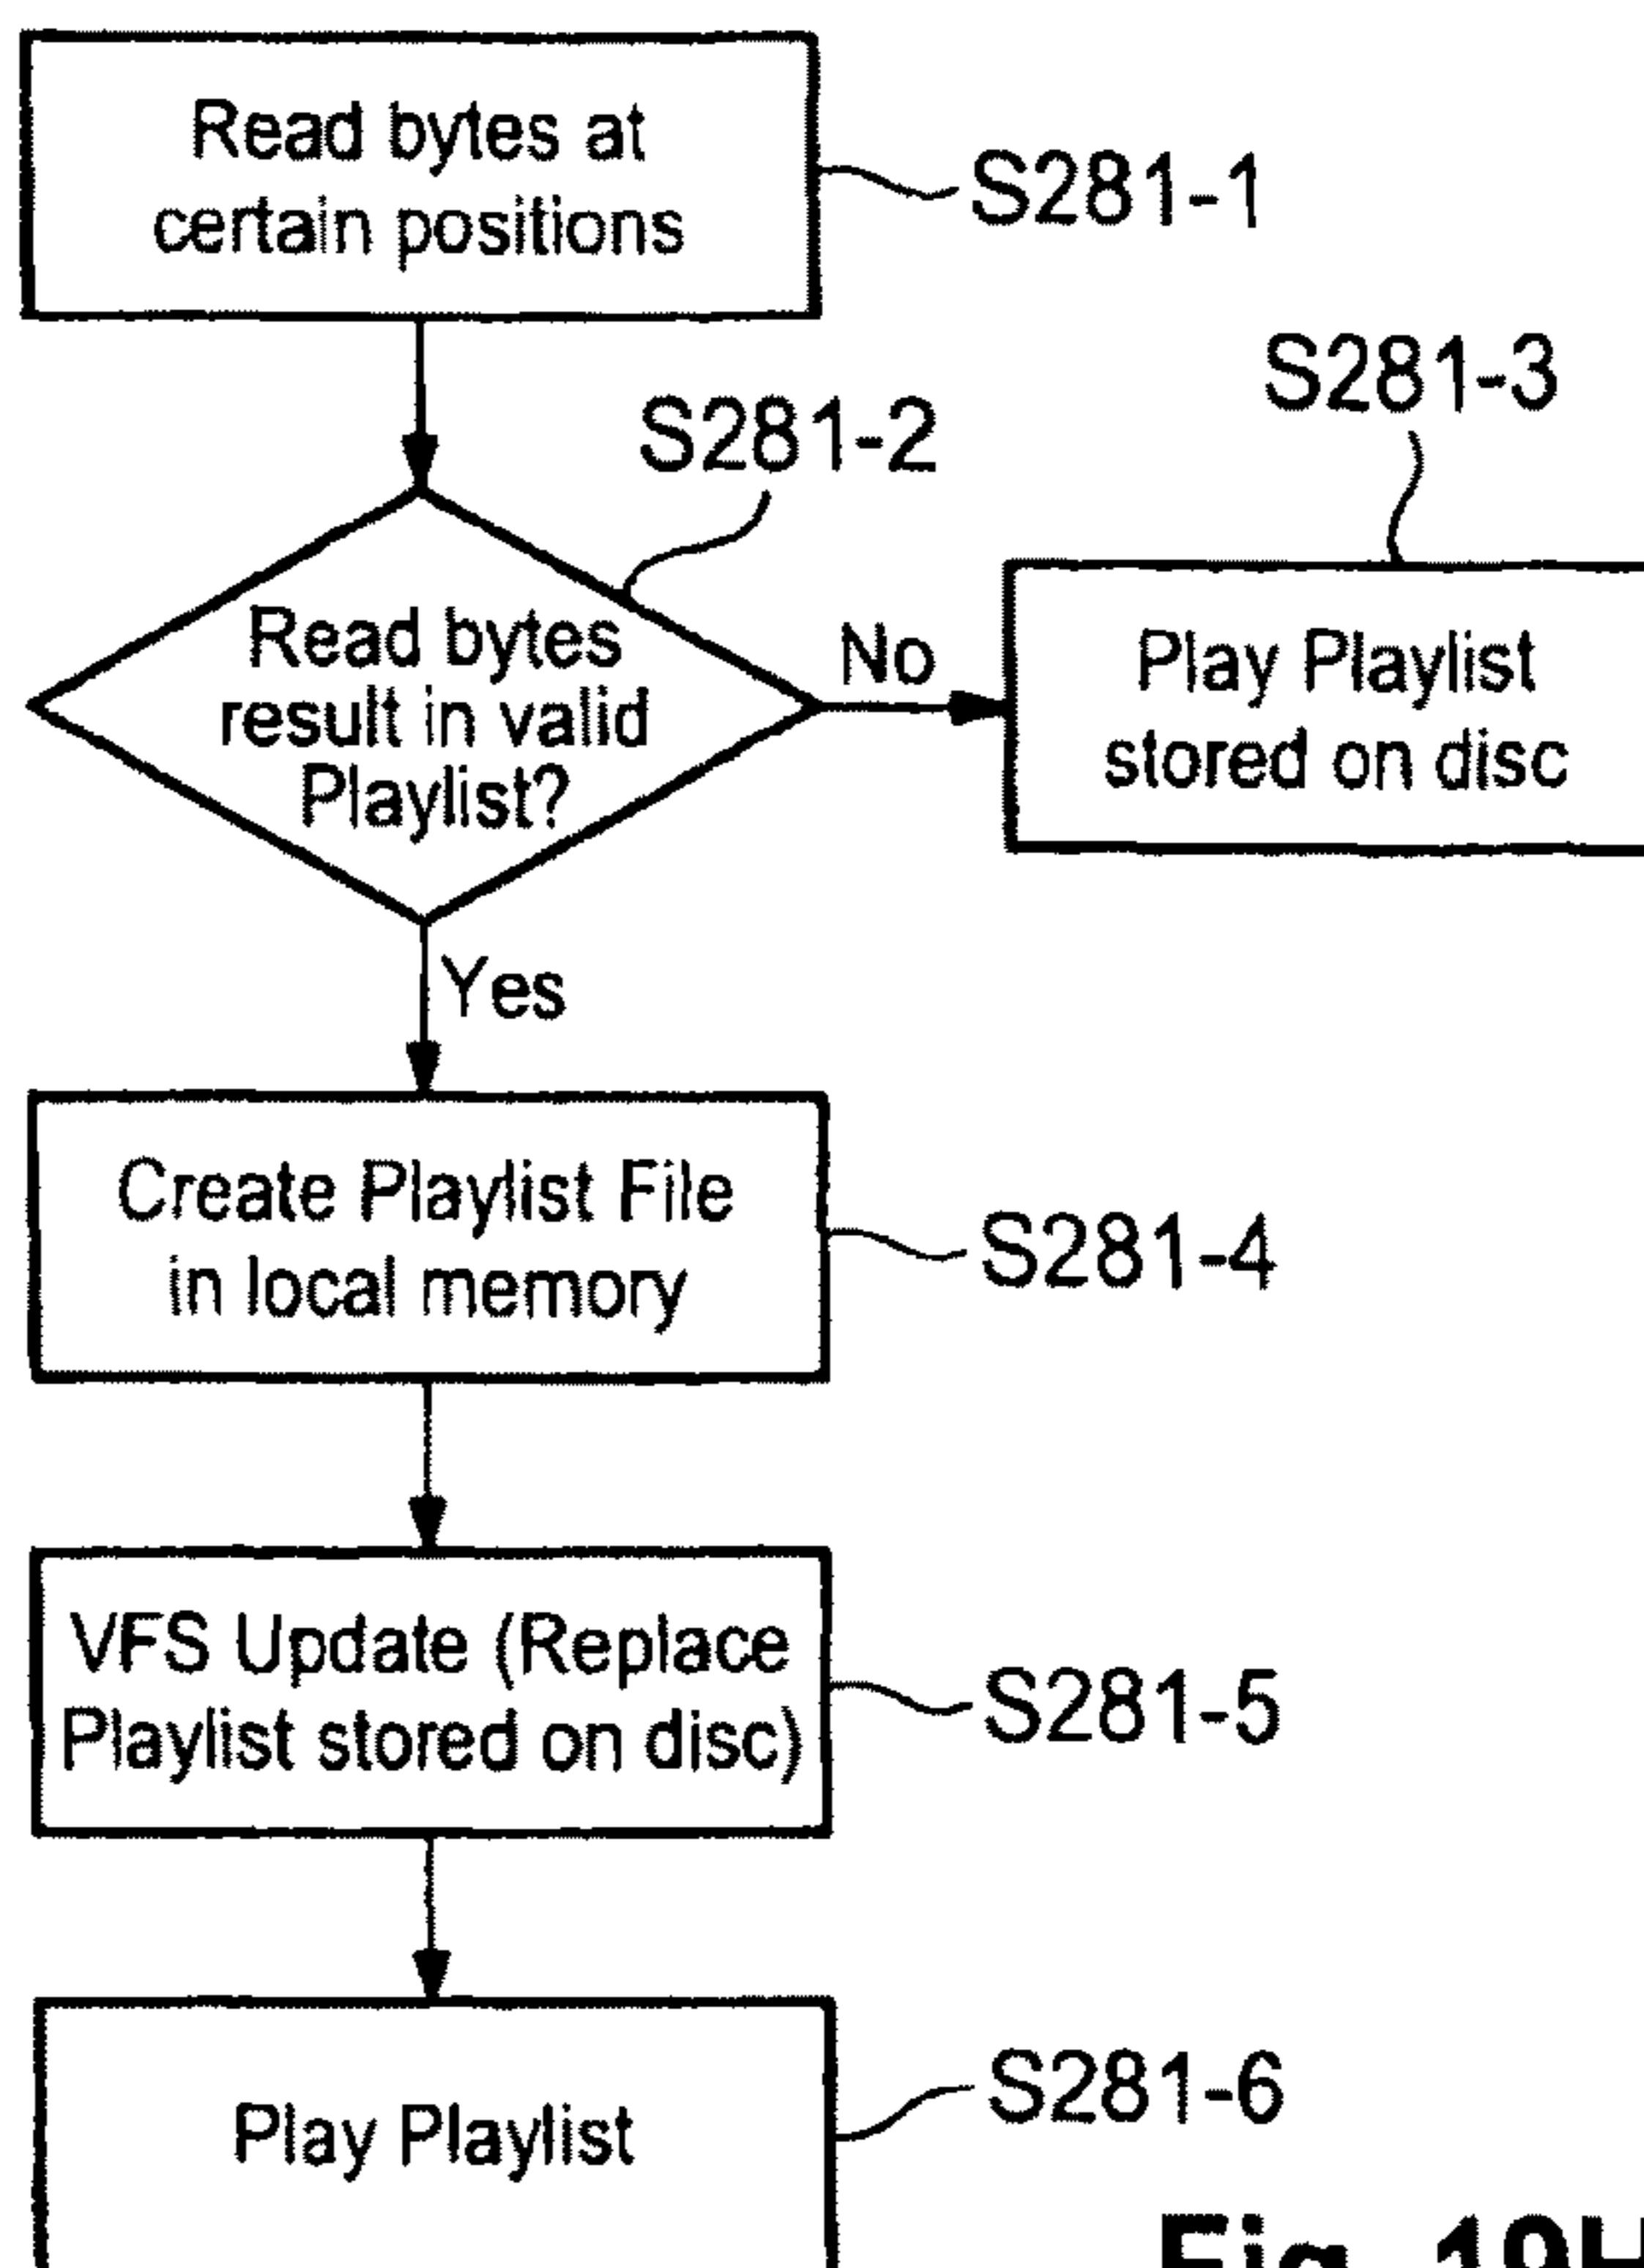 Read bytes at
certain positions
S281-1
S281-2
S281-3
Read bytes
result in valid
Playlist?
No
Play Playlist
stored on disc
Yes
Create Playlist File
in local memory
S281-4
VFS Update (Replace
Playlist stored on disc)
S281-5
Play Playlist
S281-6
Fig. 19H